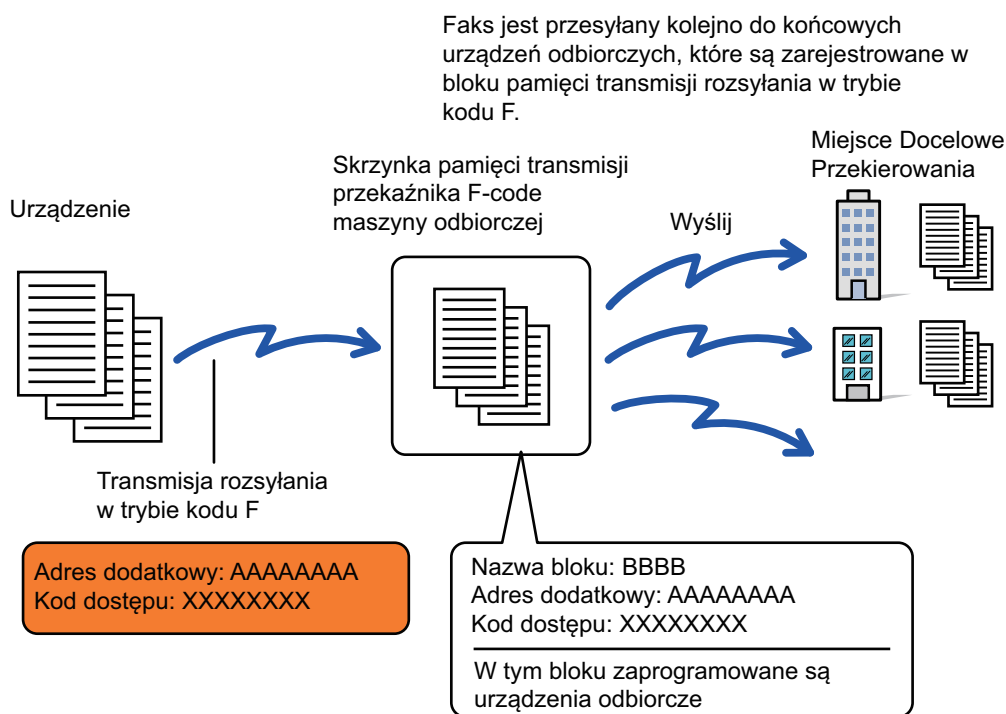 Faks jest przesyłany kolejno do końcowych
urządzeń odbiorczych, które są zarejestrowane w
bloku pamięci transmisji rozsyłania w trybie
kodu F.
Miejsce Docelowe
Przekierowania
Skrzynka pamięci transmisji
przekaźnika F-code
maszyny odbiorczej
Urządzenie
Wyślij
Transmisja rozsyłania
w trybie kodu F
Adres dodatkowy: AAAAAAAA
Kod dostępu: XXXXXXXX
Nazwa bloku: BBBB
Adres dodatkowy: AAAAAAAA
Kod dostępu: XXXXXXXX
W tym bloku zaprogramowane są
urządzenia odbiorcze